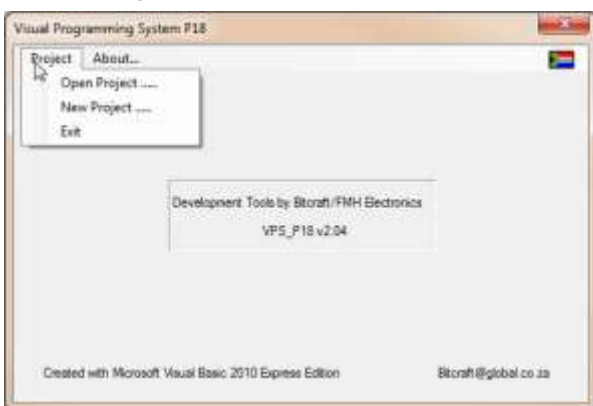 Visual Programming System P18
Project About...
Open Project .....
New Project .....
Exit
Development Tools by Bitcraft/FMH Electronics
VPS_P18 v2.04
Created with Microsoft Visual Basic 2010 Express Edition
Bitcraft@global.co.za